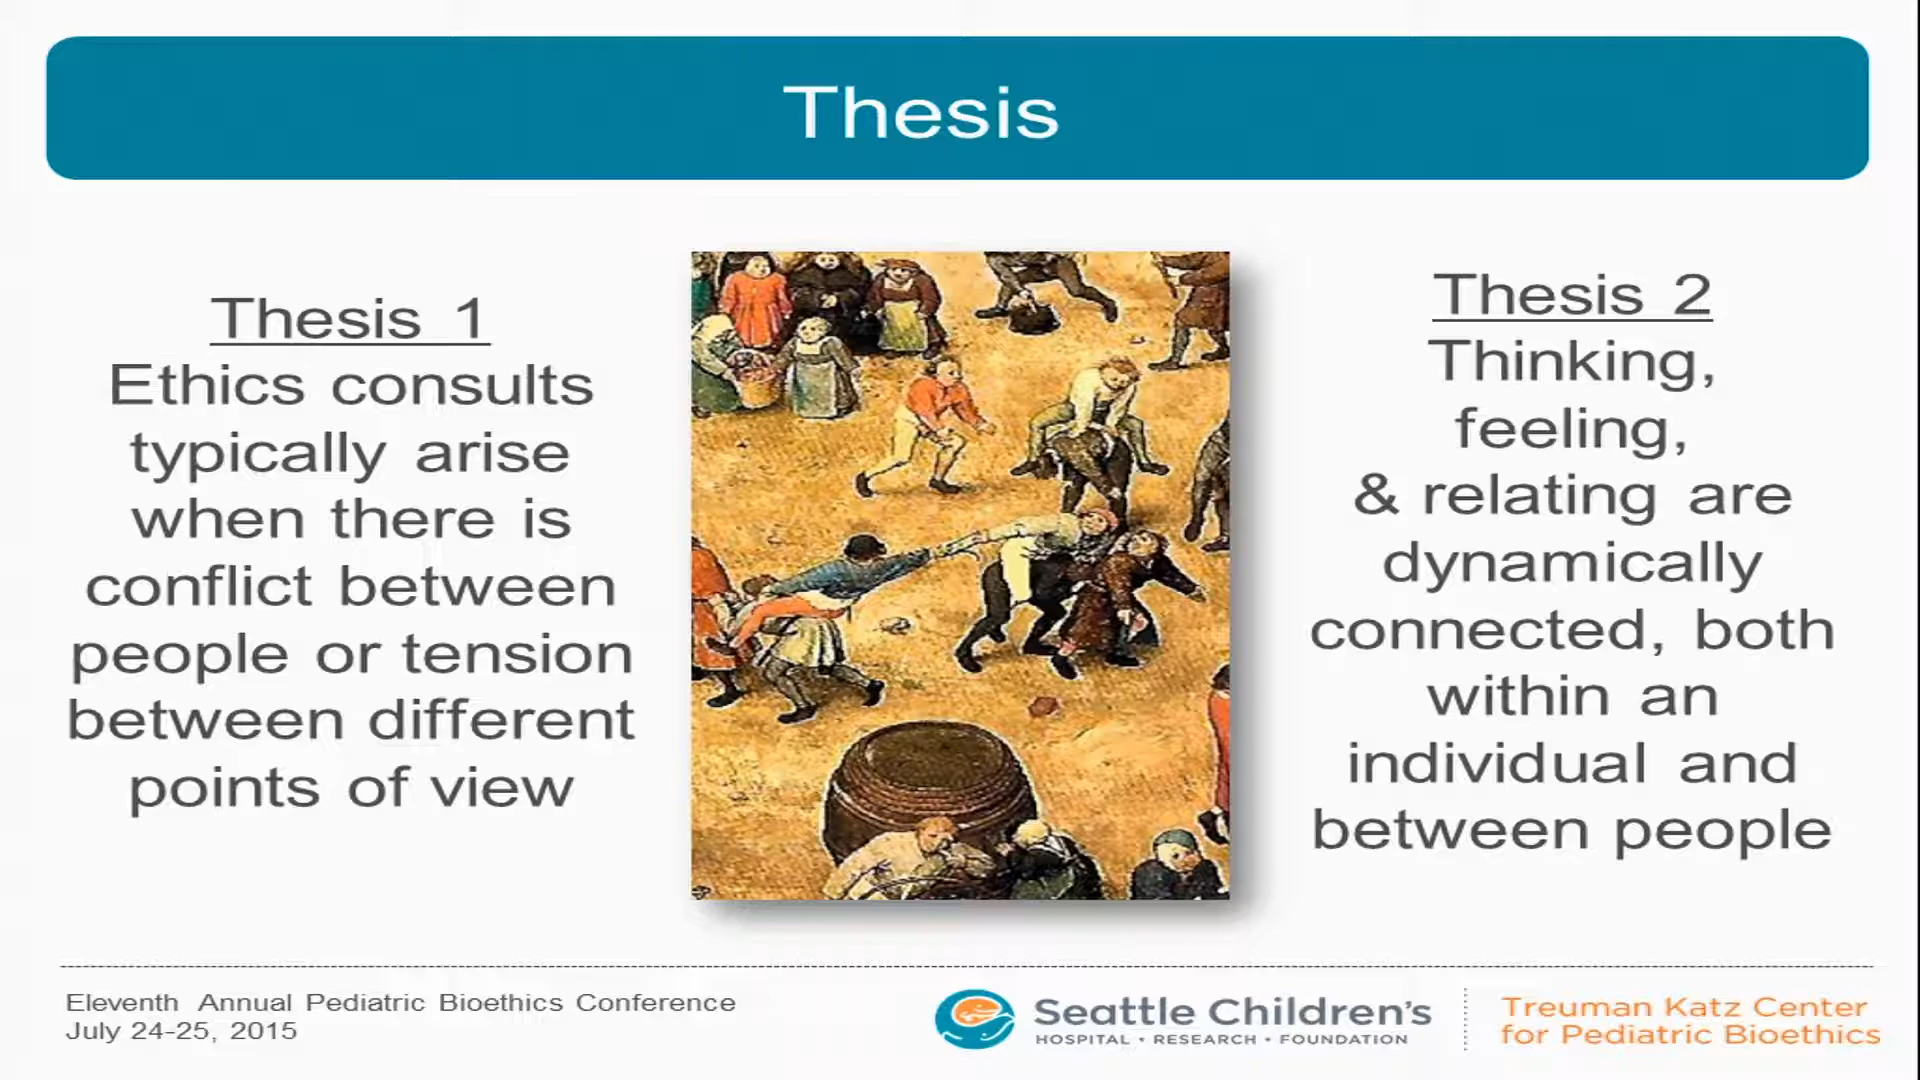 Thesis
Thesis 1
Ethics consults
typically arise
when there is
conflict between
people or tension
between different
points of view
Thesis 2
Thinking,
feeling,
& relating are
dynamically
connected, both
within an
individual and
between people
Eleventh Annual Pediatric Bioethics Conference
July 24-25, 2015
Seattle Children's
HOSPITAL • RESEARCH • FOUNDATION
Treuman Katz Center
for Pediatric Bioethics